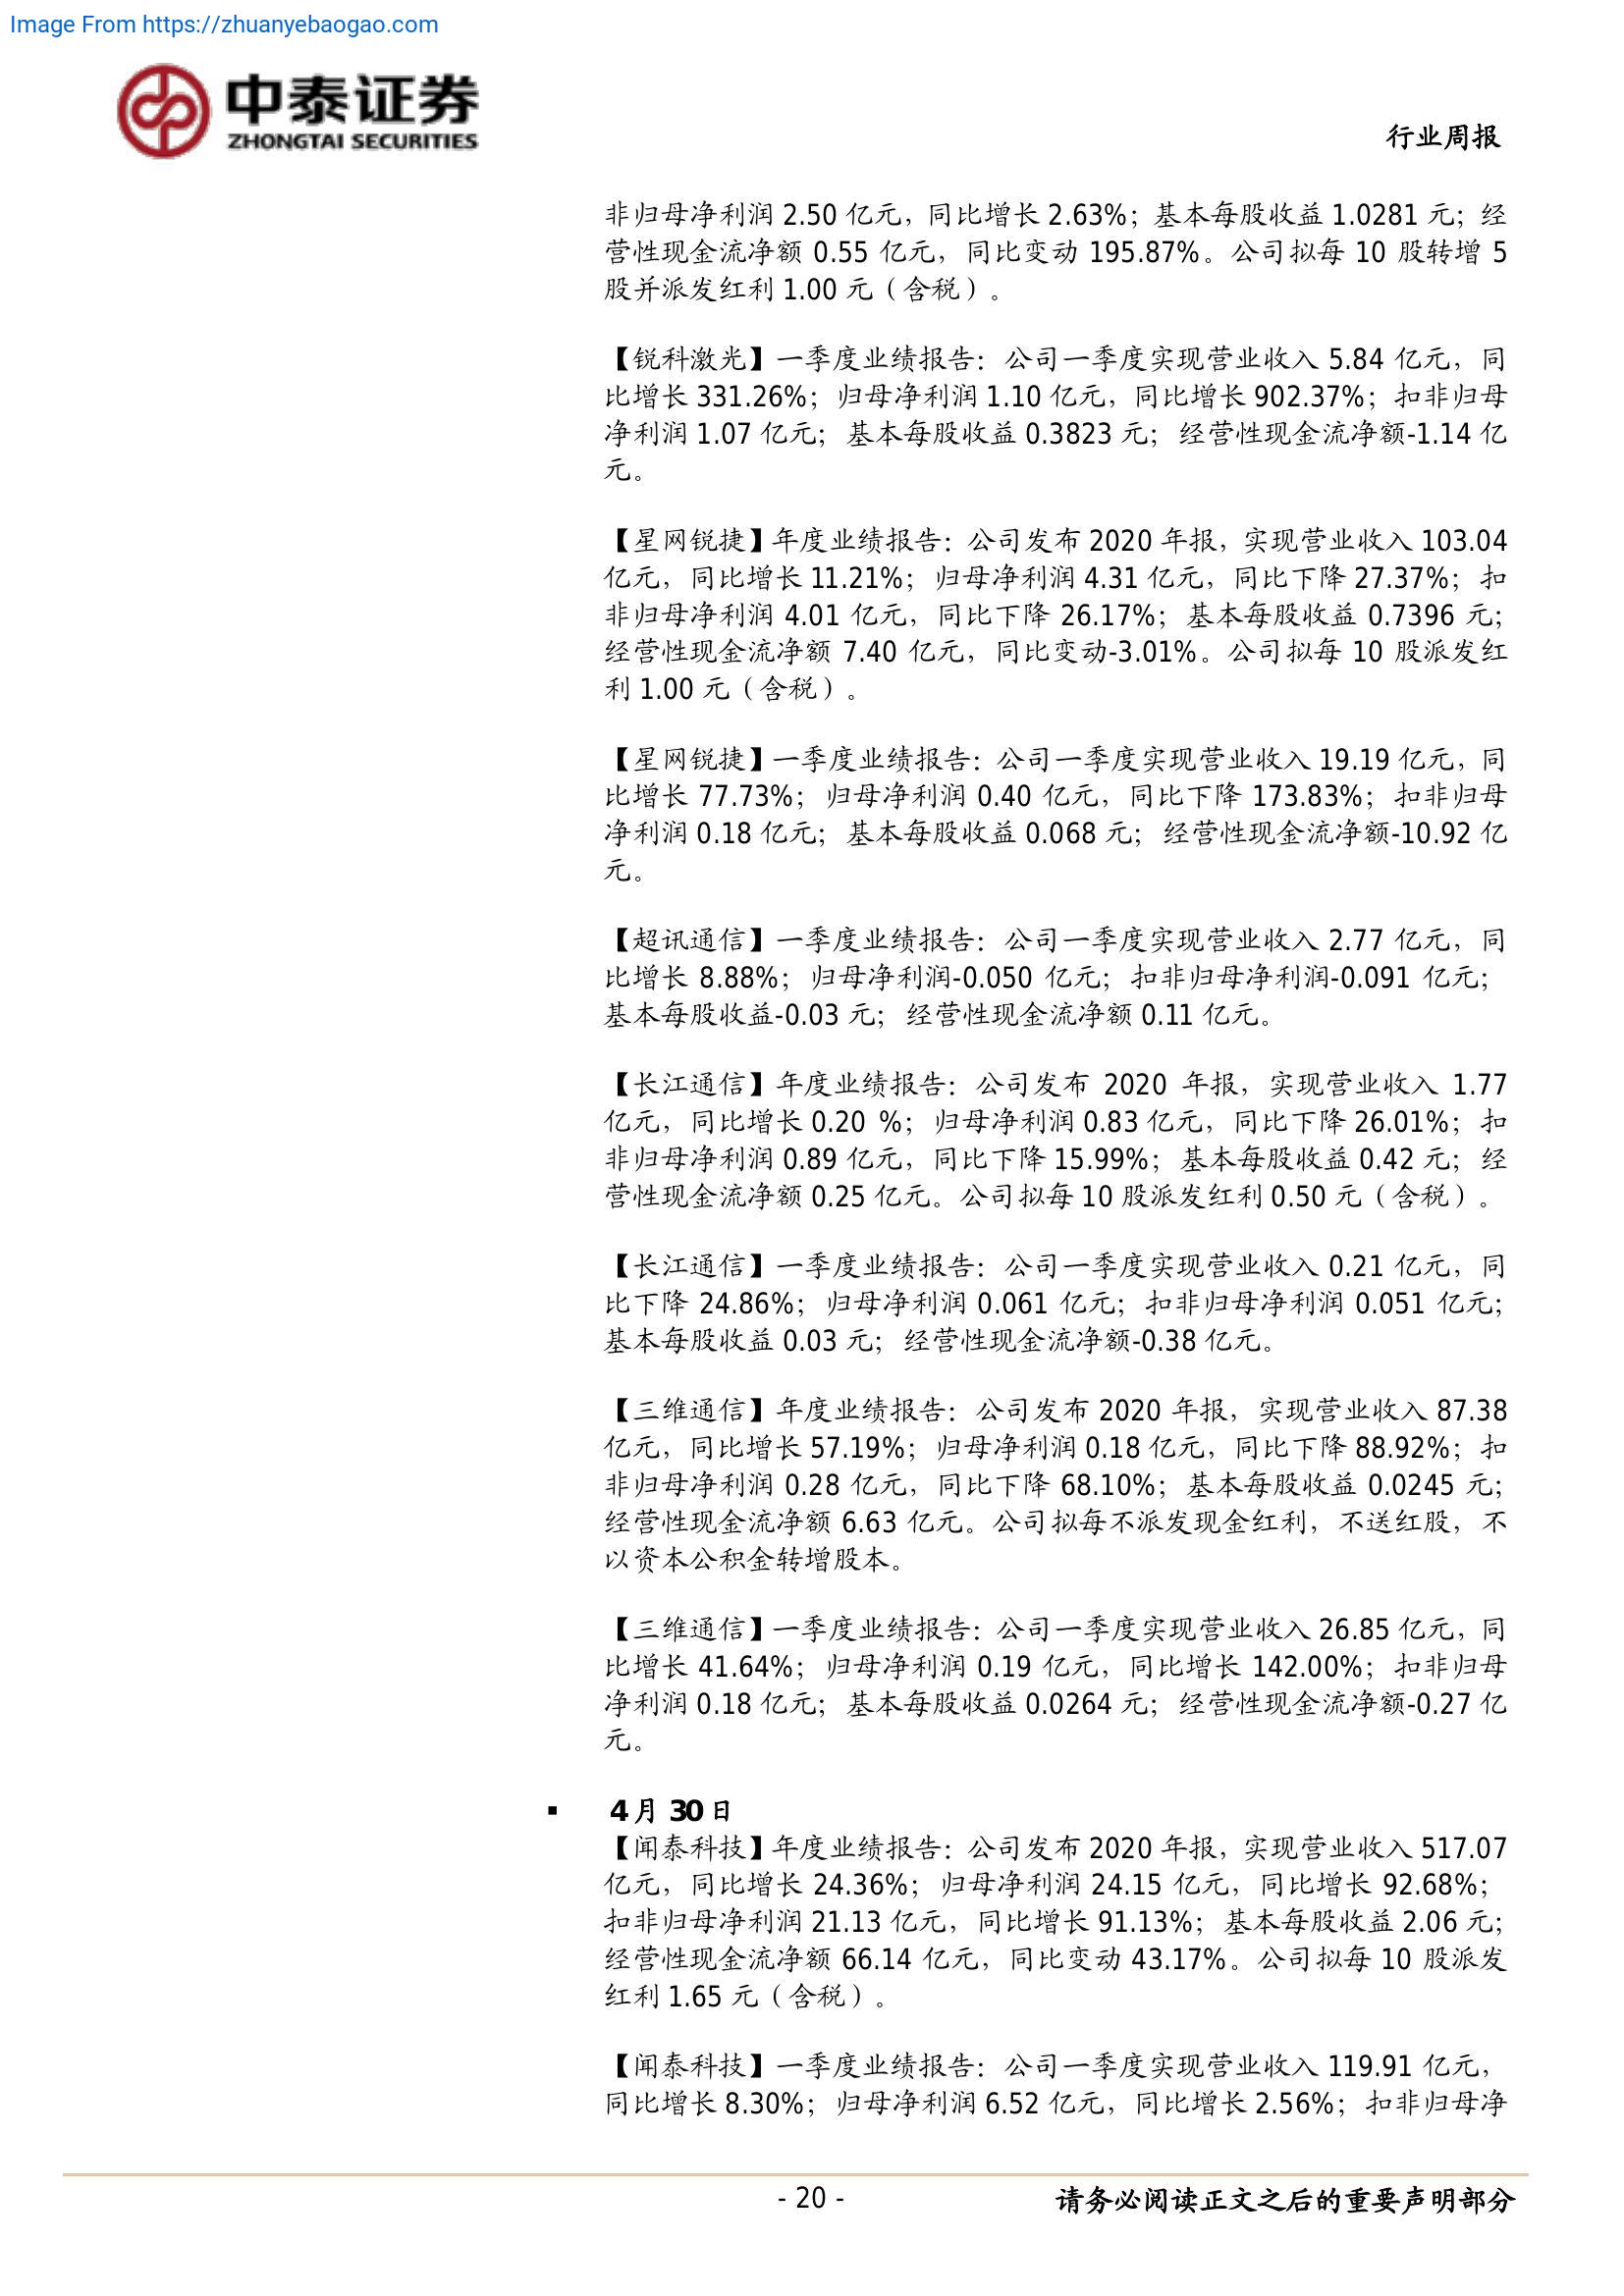 Image From https://zhuanyebaogao.com
中泰证券
ZHONGTAI SECURITIES
行业周报
非归母净利润 2.50 亿元，同比增长 2.63%；基本每股收益 1.0281 元；经
营性现金流净额 0.55 亿元，同比变动 195.87%。公司拟每 10 股转增 5
股并派发红利 1.00 元（含税）。
【锐科激光】一季度业绩报告：公司一季度实现营业收入 5.84 亿元，同
比增长 331.26%；归母净利润 1.10 亿元，同比增长 902.37%；扣非归母
净利润 1.07 亿元；基本每股收益 0.3823 元；经营性现金流净额-1.14 亿
元。
【星网锐捷】年度业绩报告：公司发布 2020 年报，实现营业收入 103.04
亿元，同比增长 11.21%；归母净利润 4.31 亿元，同比下降 27.37%；扣
非归母净利润 4.01 亿元，同比下降 26.17%；基本每股收益 0.7396 元；
经营性现金流净额 7.40 亿元，同比变动-3.01%。公司拟每 10 股派发红
利 1.00 元（含税）。
【星网锐捷】一季度业绩报告：公司一季度实现营业收入 19.19 亿元，同
比增长 77.73%；归母净利润 0.40 亿元，同比下降 173.83%；扣非归母
净利润 0.18 亿元；基本每股收益 0.068 元；经营性现金流净额-10.92 亿
元。
【超讯通信】一季度业绩报告：公司一季度实现营业收入 2.77 亿元，同
比增长 8.88%；归母净利润-0.050 亿元；扣非归母净利润-0.091 亿元；
基本每股收益-0.03 元；经营性现金流净额 0.11 亿元。
【长江通信】年度业绩报告：公司发布 2020 年报，实现营业收入 1.77
亿元，同比增长 0.20 %；归母净利润 0.83 亿元，同比下降 26.01%；扣
非归母净利润 0.89 亿元，同比下降 15.99%；基本每股收益 0.42 元；经
营性现金流净额 0.25 亿元。公司拟每 10 股派发红利 0.50 元（含税）。
【长江通信】一季度业绩报告：公司一季度实现营业收入 0.21 亿元，同
比下降 24.86%；归母净利润 0.061 亿元；扣非归母净利润 0.051 亿元；
基本每股收益 0.03 元；经营性现金流净额-0.38 亿元。
【三维通信】年度业绩报告：公司发布 2020 年报，实现营业收入 87.38
亿元，同比增长 57.19%；归母净利润 0.18 亿元，同比下降 88.92%；扣
非归母净利润 0.28 亿元，同比下降 68.10%；基本每股收益 0.0245 元；
经营性现金流净额 6.63 亿元。公司拟每不派发现金红利，不送红股，不
以资本公积金转增股本。
【三维通信】一季度业绩报告：公司一季度实现营业收入 26.85 亿元，同
比增长 41.64%；归母净利润 0.19 亿元，同比增长 142.00%；扣非归母
净利润 0.18 亿元；基本每股收益 0.0264 元；经营性现金流净额-0.27 亿
元。
▪ 4 月 30 日
【闻泰科技】年度业绩报告：公司发布 2020 年报，实现营业收入 517.07
亿元，同比增长 24.36%；归母净利润 24.15 亿元，同比增长 92.68%；
扣非归母净利润 21.13 亿元，同比增长 91.13%；基本每股收益 2.06 元；
经营性现金流净额 66.14 亿元，同比变动 43.17%。公司拟每 10 股派发
红利 1.65 元（含税）。
【闻泰科技】一季度业绩报告：公司一季度实现营业收入 119.91 亿元，
同比增长 8.30%；归母净利润 6.52 亿元，同比增长 2.56%；扣非归母净
- 20 -
请务必阅读正文之后的重要声明部分